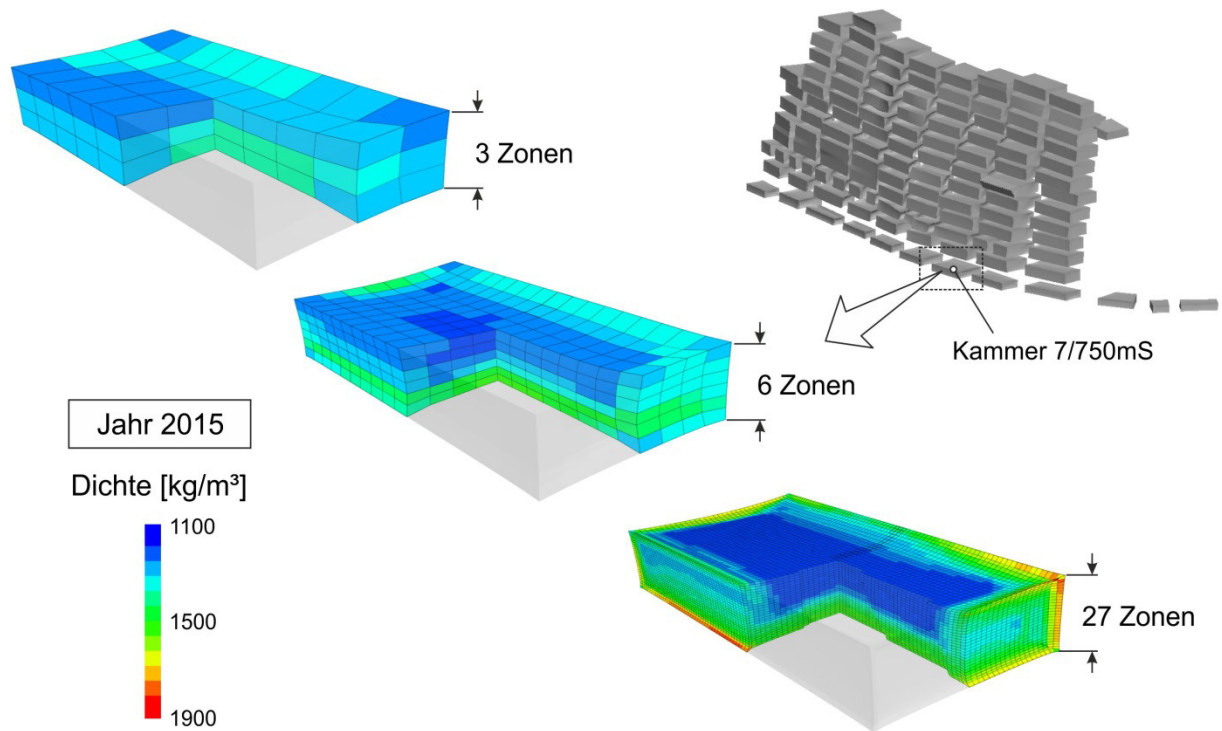 3 Zonen
Kammer 7/750mS
6 Zonen
Jahr 2015
Dichte [kg/m³]
1100
1500
1900
27 Zonen